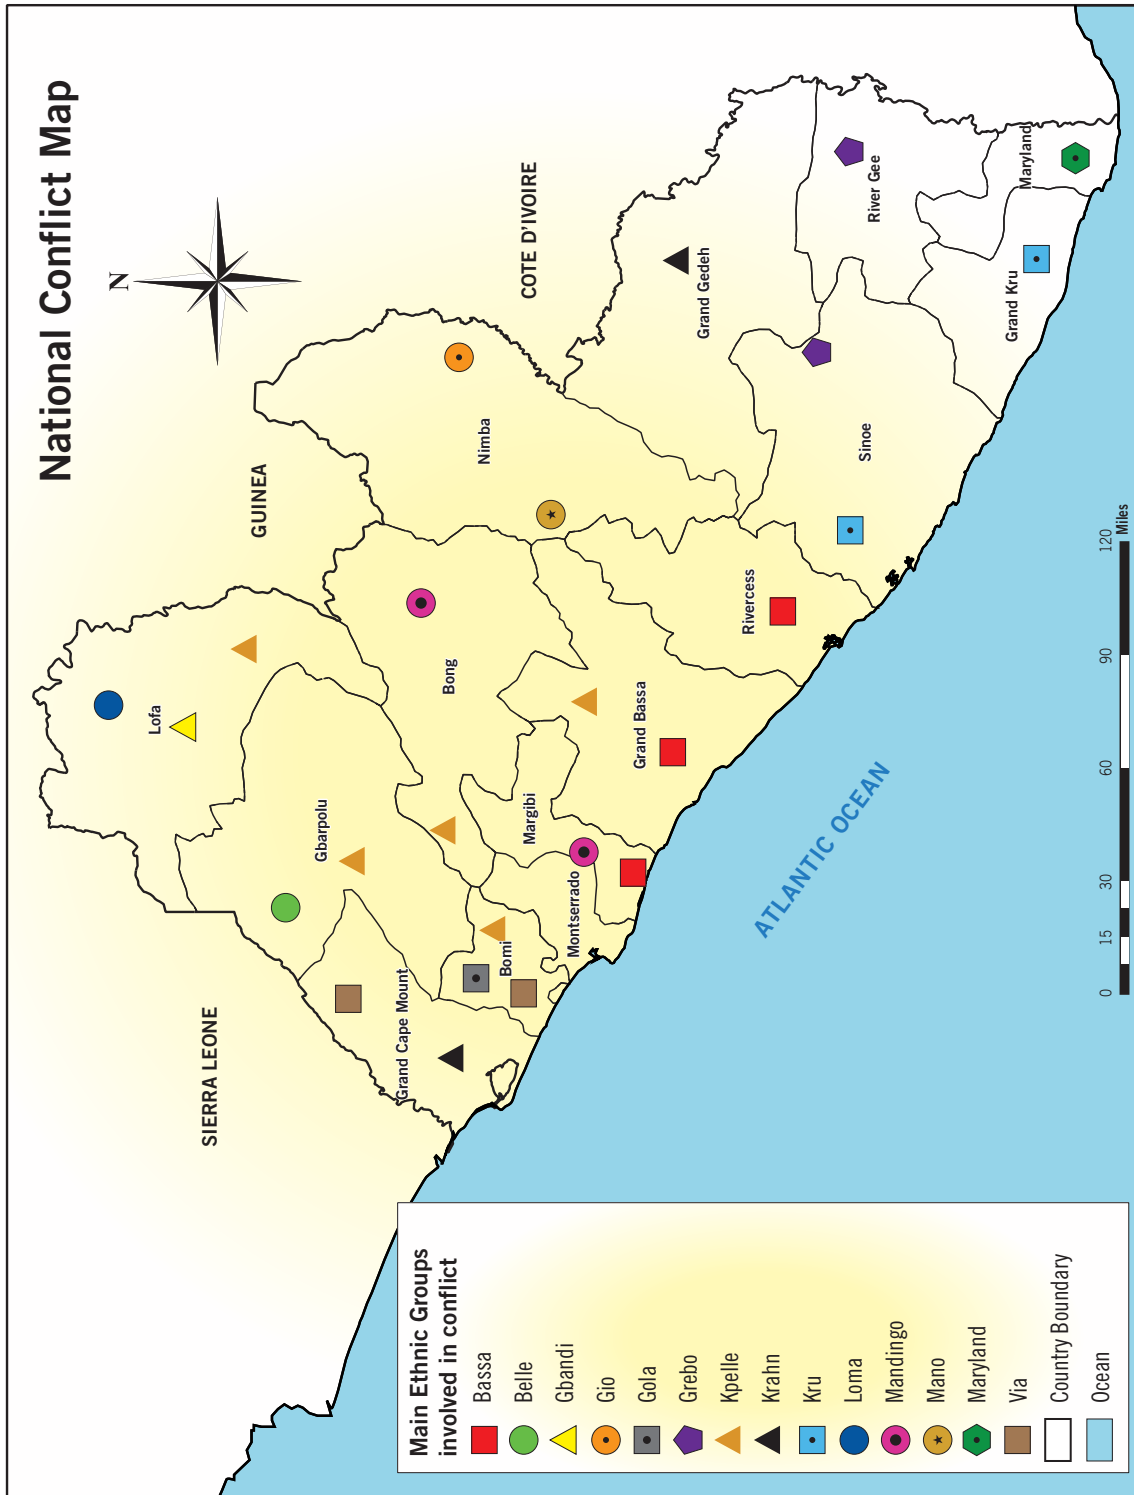 National Conflict Map
N
GUINEA
COTE D'IVOIRE
SIERRA LEONE
ATLANTIC OCEAN
Lofa
Gbarpolu
Bong
Nimba
Grand Cape Mount
Bomi
Montserrado
Margibi
Grand Bassa
Rivercess
Sinoe
Grand Gedeh
River Gee
Grand Kru
Maryland
Main Ethnic Groups
involved in conflict
Bassa
Belle
Gbandi
Gio
Gola
Grebo
Kpelle
Krahn
Kru
Loma
Mandingo
Mano
Maryland
Via
Country Boundary
Ocean
0 15 30 60 90 120
Miles